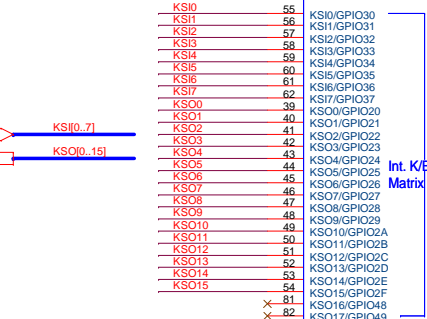 KSI0 55 KSI0/GPIO30
KSI1 56 KSI1/GPIO31
KSI2 57 KSI2/GPIO32
KSI3 58 KSI3/GPIO33
KSI4 59 KSI4/GPIO34
KSI5 60 KSI5/GPIO35
KSI6 61 KSI6/GPIO36
KSI7 62 KSI7/GPIO37
KSO0 39 KSO0/GPIO20
KSO1 40 KSO1/GPIO21
KSO2 41 KSO2/GPIO22
KSO3 42 KSO3/GPIO23
KSO4 43 KSO4/GPIO24
KSO5 44 KSO5/GPIO25
KSO6 45 KSO6/GPIO26
KSO7 46 KSO7/GPIO27
KSO8 47 KSO8/GPIO28
KSO9 48 KSO9/GPIO29
KSO10 49 KSO10/GPIO2A
KSO11 50 KSO11/GPIO2B
KSO12 51 KSO12/GPIO2C
KSO13 52 KSO13/GPIO2D
KSO14 53 KSO14/GPIO2E
KSO15 54 KSO15/GPIO2F
81 KSO16/GPIO48
82 KSO17/GPIO49
KSI[0..7]
KSO[0..15]
Int. K/B
Matrix